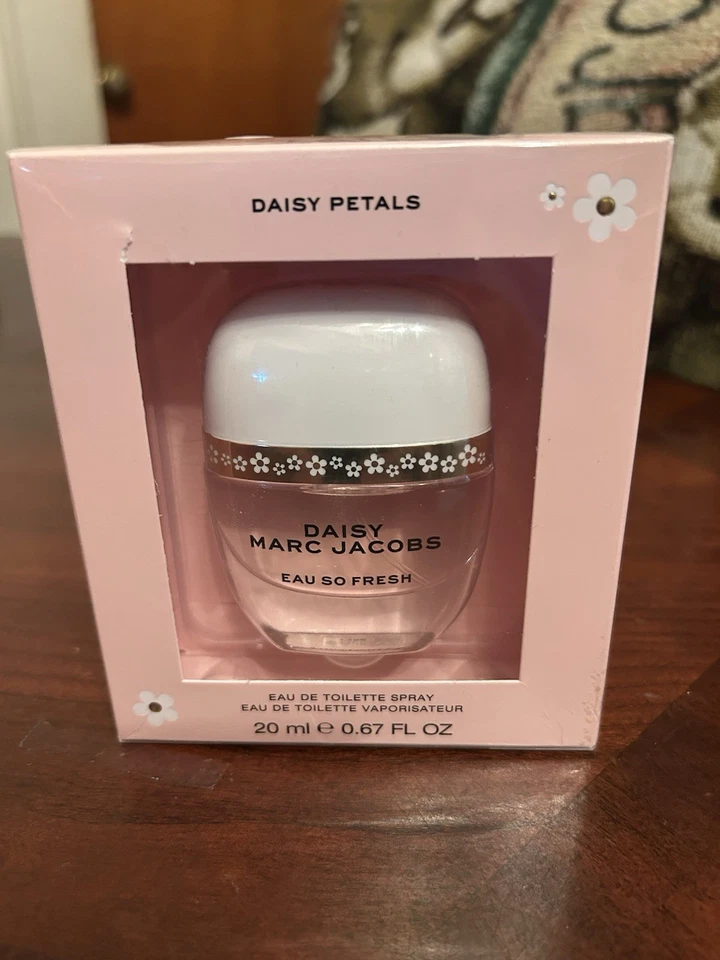 DAISY PETALS
DAISY
MARC JACOBS
EAU SO FRESH
EAU DE TOILETTE SPRAY
EAU DE TOILETTE VAPORISATEUR
20 ml ℮ 0.67 FL OZ